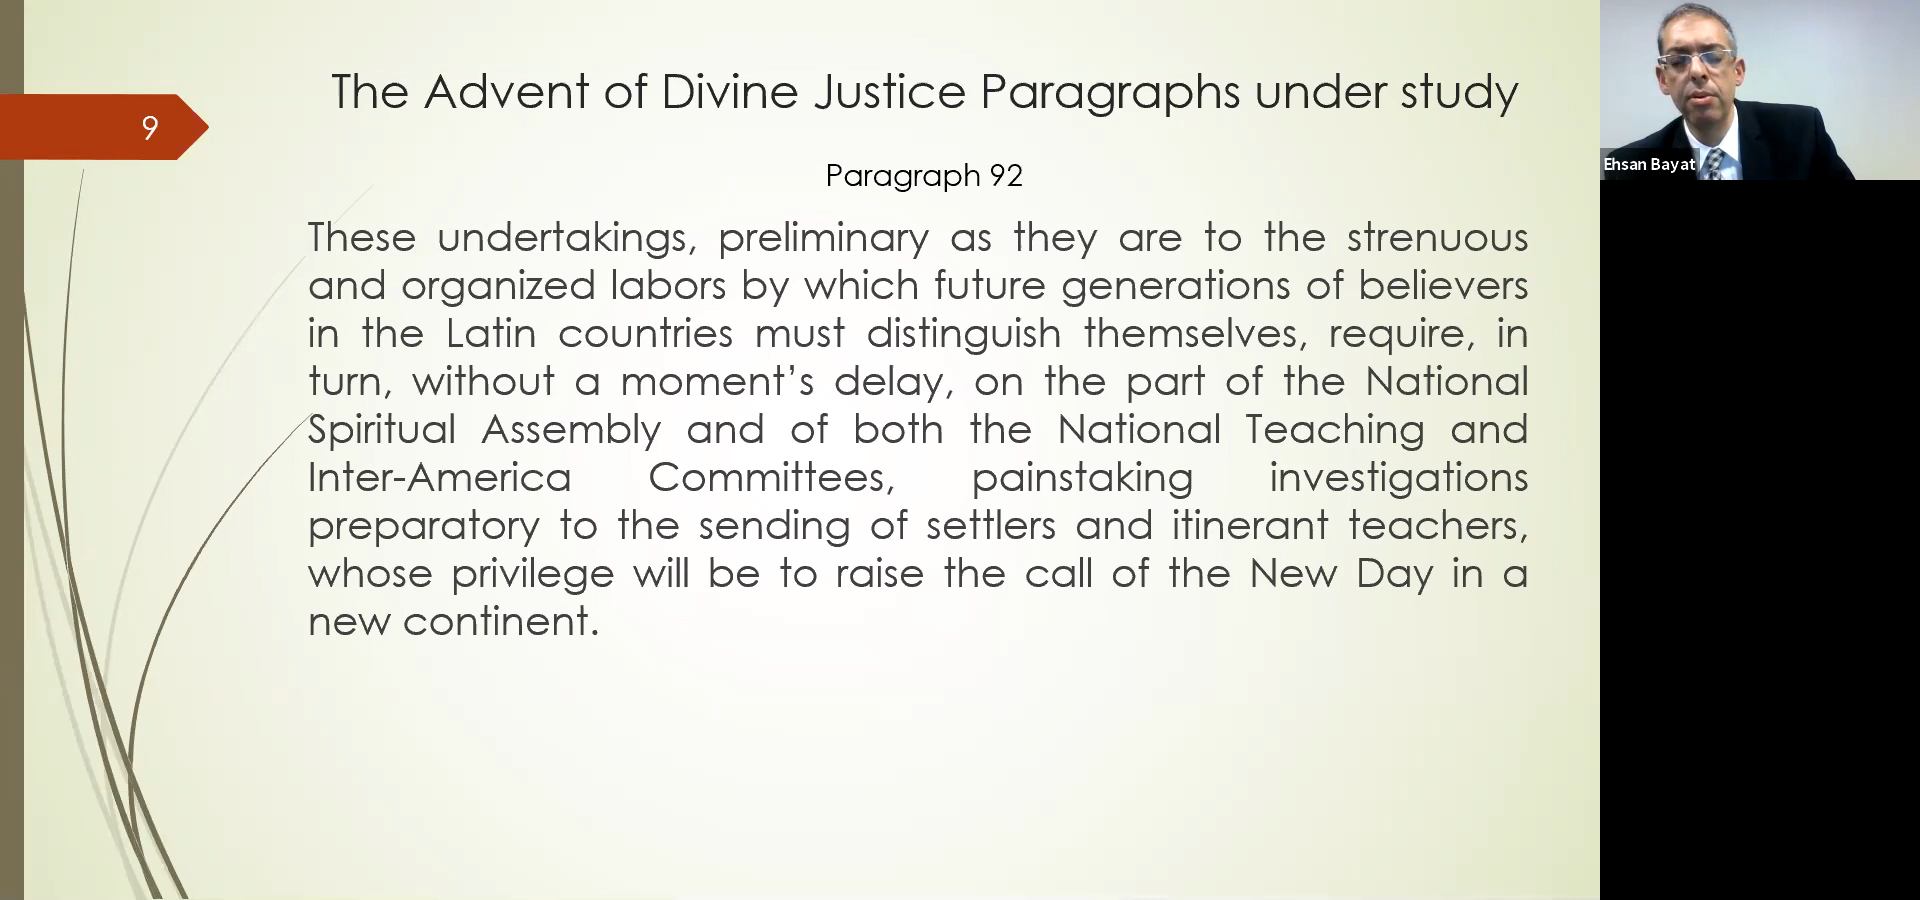 The Advent of Divine Justice Paragraphs under study
9
Paragraph 92
These undertakings, preliminary as they are to the strenuous
and organized labors by which future generations of believers
in the Latin countries must distinguish themselves, require, in
turn, without a moment’s delay, on the part of the National
Spiritual Assembly and of both the National Teaching and
Inter-America Committees, painstaking investigations
preparatory to the sending of settlers and itinerant teachers,
whose privilege will be to raise the call of the New Day in a
new continent.
Ehsan Bayat